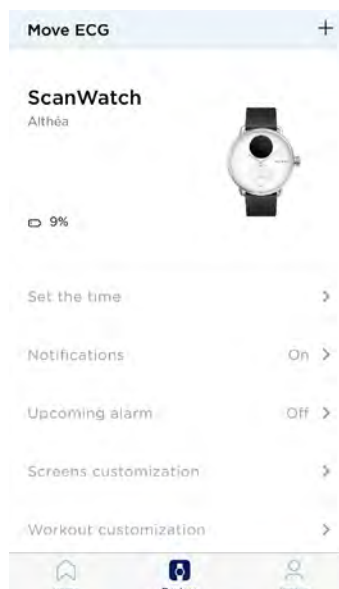 Move ECG +
ScanWatch
Althéa
9%
Set the time
Notifications On
Upcoming alarm Off
Screens customization
Workout customization